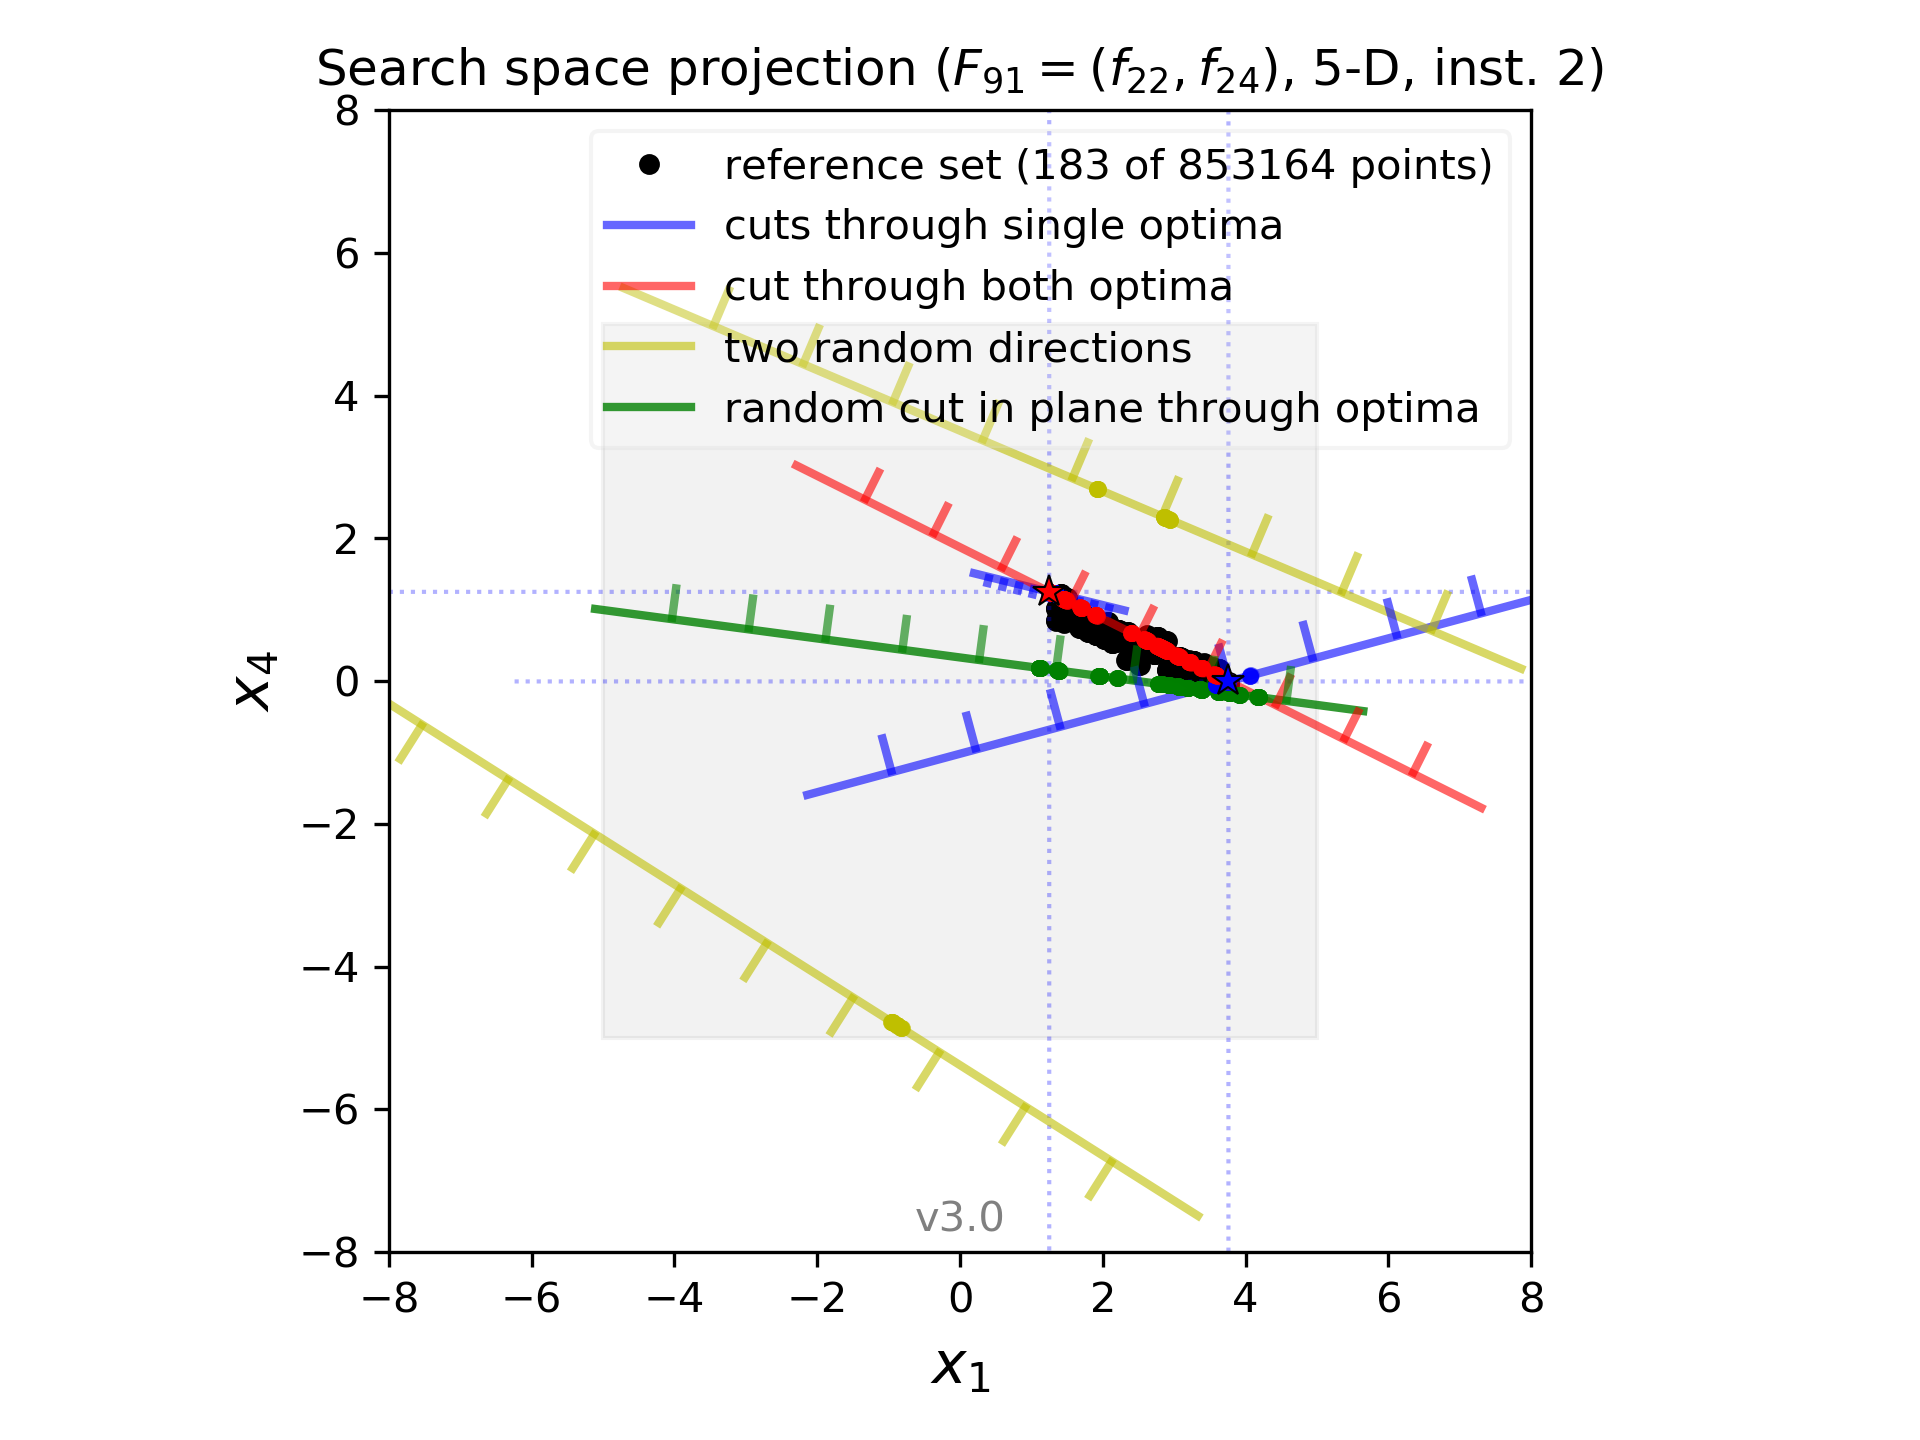 Search space projection (F₉₁ = (f₂₂, f₂₄), 5-D, inst. 2)
reference set (183 of 853164 points)
cuts through single optima
cut through both optima
two random directions
random cut in plane through optima
8
6
4
2
0
−2
−4
−6
−8
x₄
v3.0
−8 −6 −4 −2 0 2 4 6 8
x₁